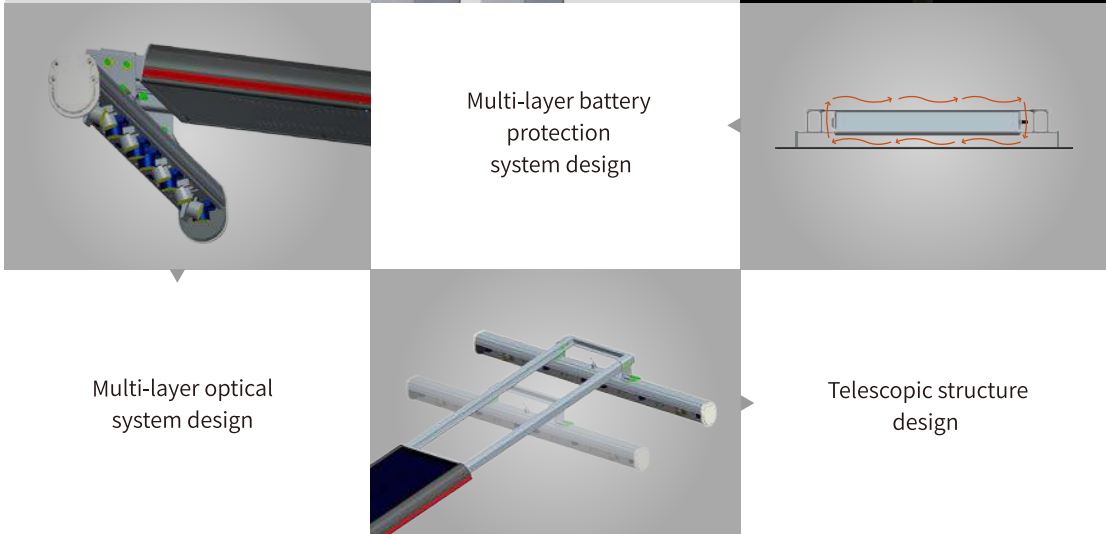 Multi-layer battery
protection
system design
Multi-layer optical
system design
Telescopic structure
design